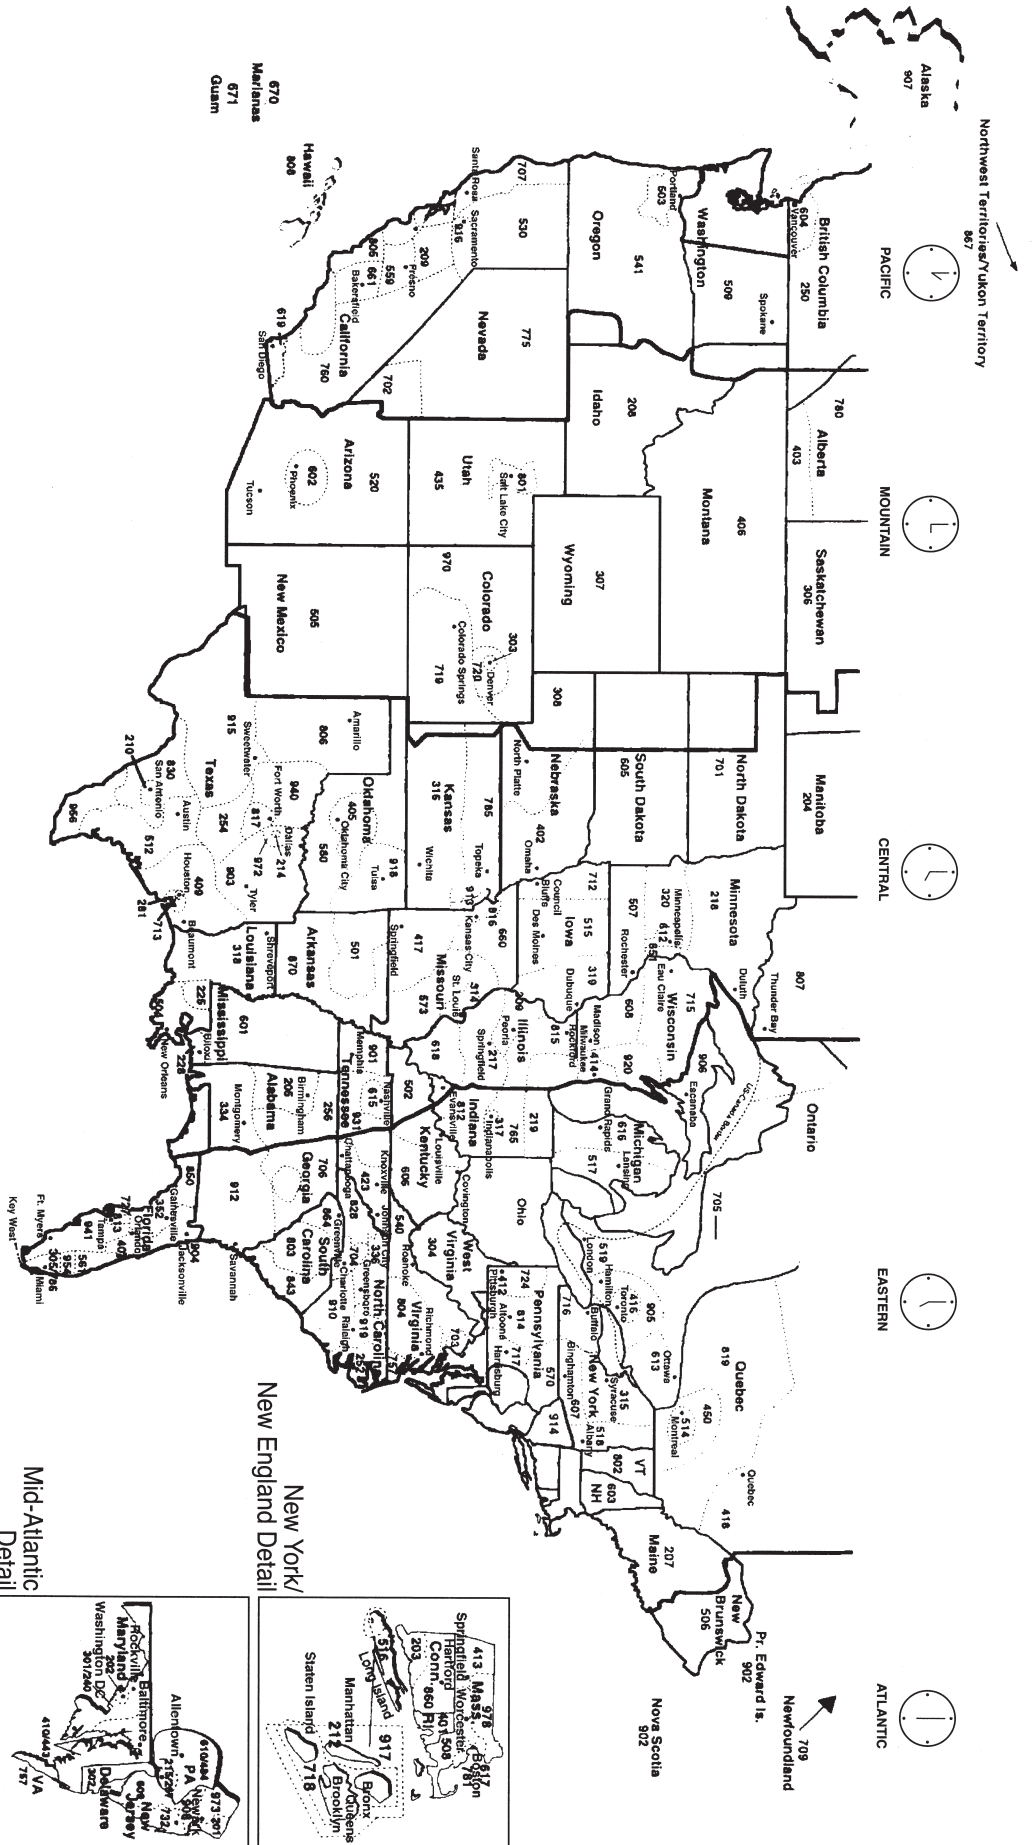 Northwest Territories/Yukon Territory
867
Alaska
907
PACIFIC
MOUNTAIN
CENTRAL
EASTERN
ATLANTIC
British Columbia
250
604
Vancouver
780
Alberta
403
Saskatchewan
306
Manitoba
204
807
Thunder Bay
Ontario
705
Quebec
819
Quebec
418
450
514
Montreal
Ottawa
613
905
416
Toronto
Hamilton
519
London
New
Brunswick
506
Pr. Edward Is.
902
Newfoundland
709
Nova Scotia
902
Washington
509
Spokane
Portland
503
Oregon
541
Idaho
208
Montana
406
North Dakota
701
South Dakota
605
Minnesota
218
Duluth
Minneapolis
320
612
651
507
Rochester
Wisconsin
715
Eau Claire
608
Madison
Milwaukee
414
920
906
Escanaba
US-Canada Border
Michigan
616
Grand
Rapids
Lansing
517
Wyoming
307
Nebraska
308
North Platte
402
Omaha
Iowa
712
Council
Bluffs
515
Des Moines
319
Dubuque
Illinois
815
Rockford
309
Peoria
217
Springfield
618
Indiana
219
765
317
Indianapolis
812
Evansville
Ohio
Pennsylvania
724
412
Pittsburgh
814
Altoona
717
Harrisburg
570
New York
716
Buffalo
315
Syracuse
607
Binghamton
518
Albany
914
VT
802
NH
603
Maine
207
707
530
Santa Rosa
Sacramento
916
209
Fresno
559
805
661
Bakersfield
California
760
619
San Diego
Nevada
775
702
Utah
801
Salt Lake City
435
Colorado
970
303
Denver
720
Colorado Springs
719
Kansas
785
Topeka
316
Wichita
913
816
Kansas City
660
Missouri
417
Springfield
St. Louis
314
573
Kentucky
502
Louisville
606
Covington
West
Virginia
304
Virginia
540
Roanoke
804
Richmond
703
757
Arizona
520
602
Phoenix
Tucson
New Mexico
505
Oklahoma
405
Oklahoma City
580
918
Tulsa
Arkansas
501
870
Tennessee
901
Memphis
Nashville
615
931
423
Knoxville
Chattanooga
Johnson City
North Carolina
828
704
Charlotte
336
Greensboro
919
Raleigh
910
252
South
Carolina
864
Greenville
803
843
Georgia
706
912
Savannah
Alabama
256
205
Birmingham
334
Montgomery
Mississippi
601
228
Biloxi
Louisiana
318
Shreveport
225
504
New Orleans
Texas
806
Amarillo
915
Sweetwater
940
Fort Worth
817
Dallas
214
972
903
Tyler
254
Austin
512
830
San Antonio
210
956
Houston
409
281
713
Beaumont
Florida
850
904
Jacksonville
352
Gainesville
727
813
Tampa
Orlando
407
941
561
954
305/786
Miami
Ft. Myers
Key West
Hawaii
808
670
Marianas
671
Guam
New York/
New England Detail
413
Mass.
978
Springfield
Worcester
617
Boston
781
Hartford
Conn.
203
860
RI
401
508
516
Long Island
Manhattan
212
917
Bronx
Queens
Brooklyn
718
Staten Island
Mid-Atlantic
Detail
Allentown
610/484
PA
973
201
Newark
908
732
New
Jersey
609
Baltimore
Rockville
Maryland
202
Washington DC
301/240
410/443
Delaware
302
VA
757